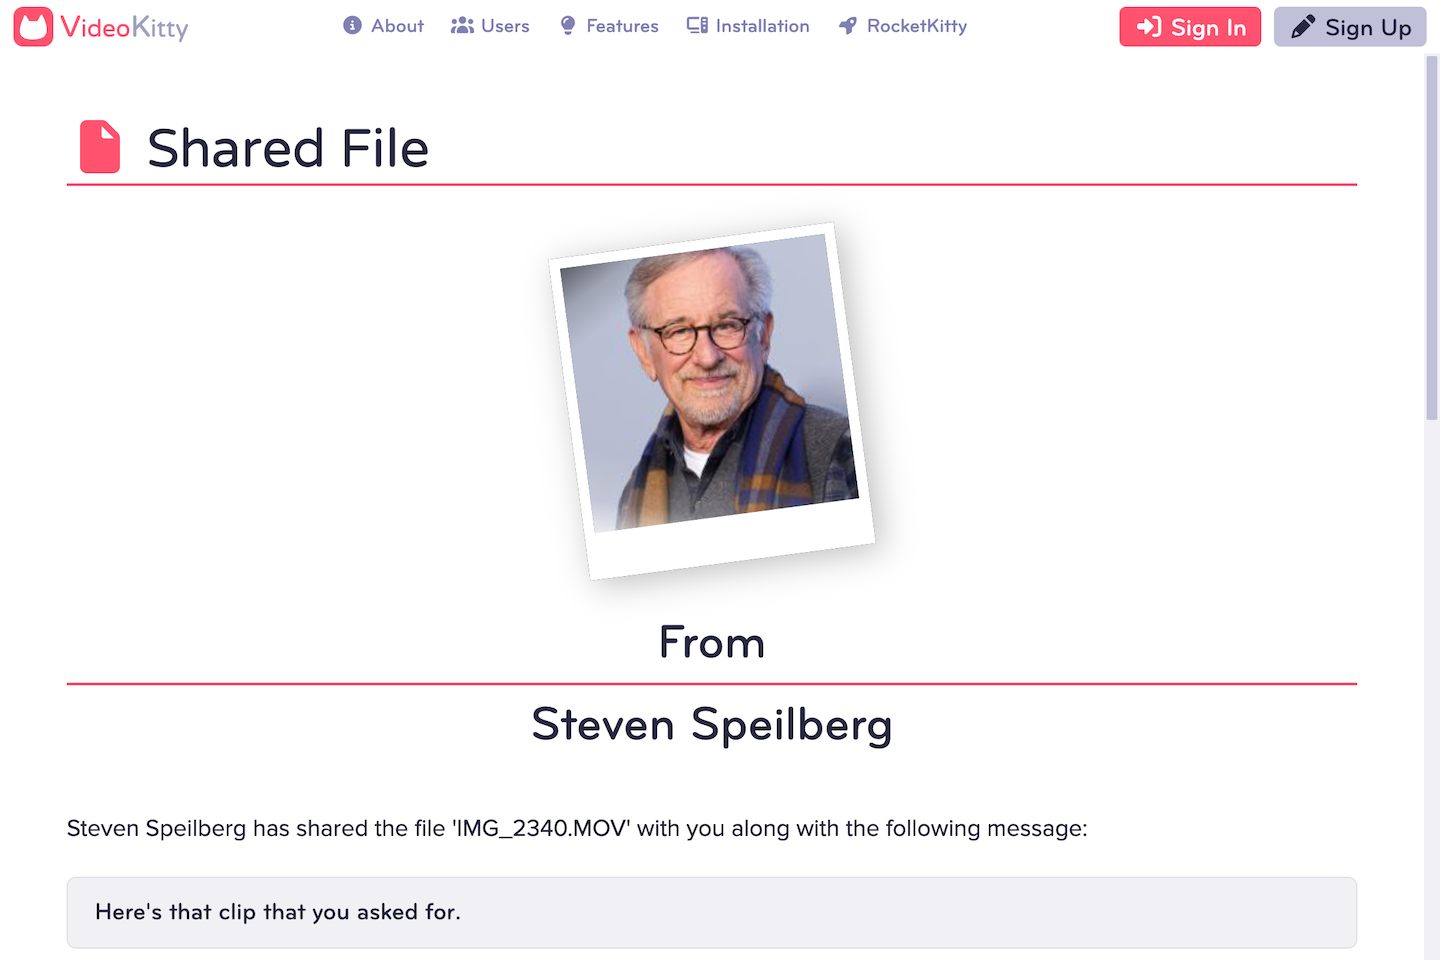 VideoKitty
About
Users
Features
Installation
RocketKitty
Sign In
Sign Up
Shared File
From
Steven Speilberg
Steven Speilberg has shared the file 'IMG_2340.MOV' with you along with the following message:
Here's that clip that you asked for.